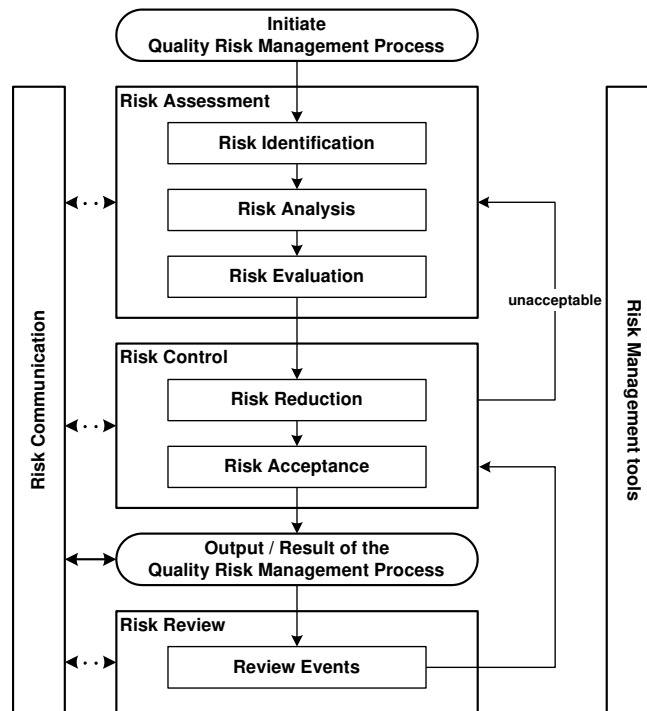 Initiate
Quality Risk Management Process
Risk Assessment
Risk Identification
Risk Analysis
Risk Evaluation
unacceptable
Risk Control
Risk Reduction
Risk Acceptance
Output / Result of the
Quality Risk Management Process
Risk Review
Review Events
Risk Communication
Risk Management tools